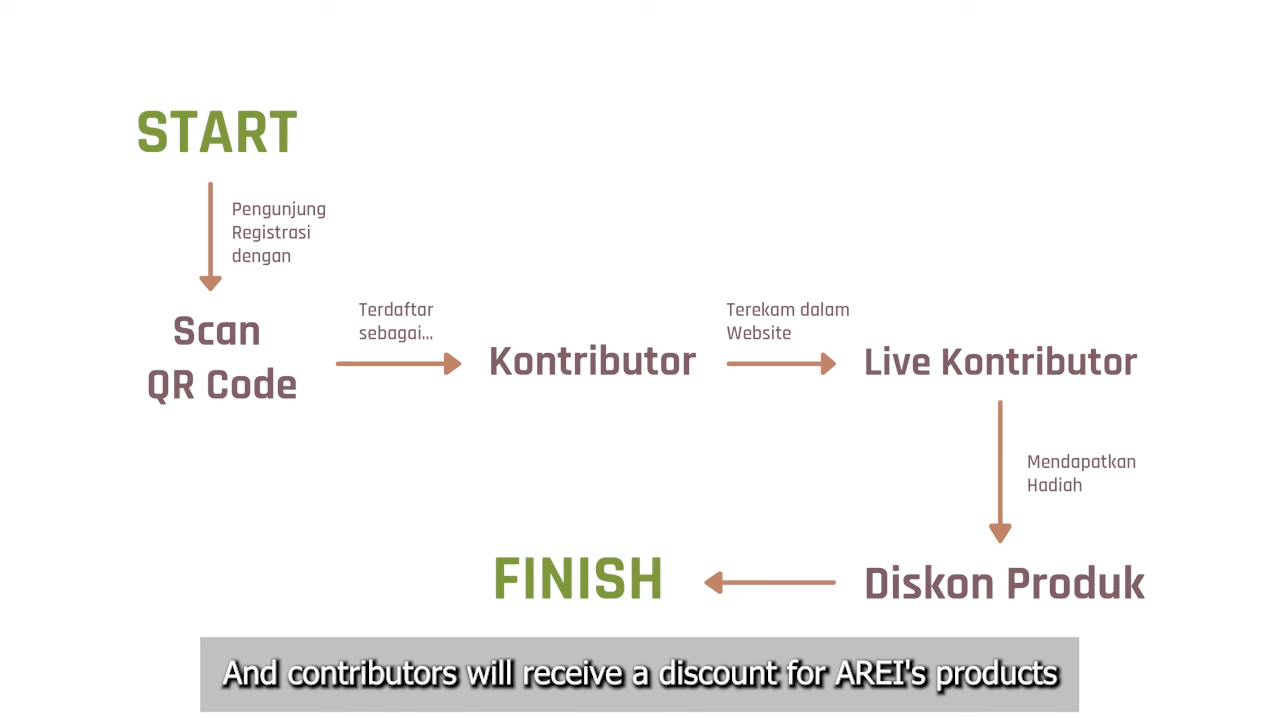 START
Pengunjung
Registrasi
dengan
Scan
QR Code
Terdaftar
sebagai...
Kontributor
Terekam dalam
Website
Live Kontributor
Mendapatkan
Hadiah
Diskon Produk
FINISH
And contributors will receive a discount for AREI's products